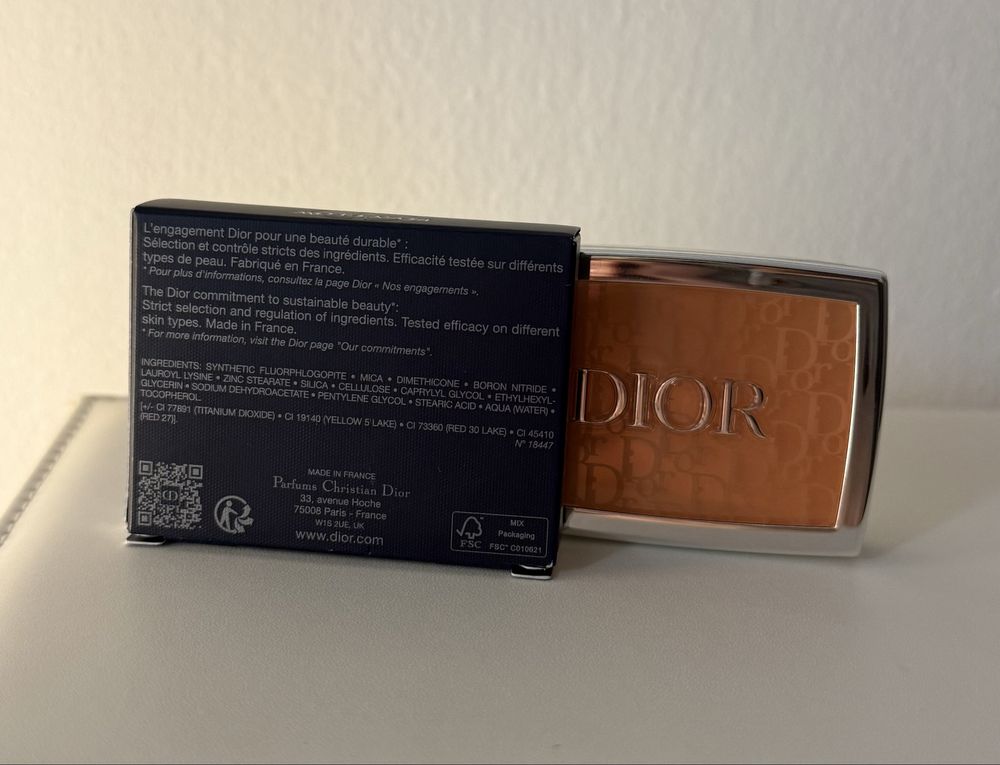 L'engagement Dior pour une beauté durable* :
Sélection et contrôle stricts des ingrédients. Efficacité testée sur différents
types de peau. Fabriqué en France.
* Pour plus d'informations, consultez la page Dior « Nos engagements ».
The Dior commitment to sustainable beauty*:
Strict selection and regulation of ingredients. Tested efficacy on different
skin types. Made in France.
* For more information, visit the Dior page "Our commitments".
INGREDIENTS: SYNTHETIC FLUORPHLOGOPITE • MICA • DIMETHICONE • BORON NITRIDE •
LAUROYL LYSINE • ZINC STEARATE • SILICA • CELLULOSE • CAPRYLYL GLYCOL • ETHYLHEXYL-
GLYCERIN • SODIUM DEHYDROACETATE • PENTYLENE GLYCOL • STEARIC ACID • AQUA (WATER) •
TOCOPHEROL.
[+/- CI 77891 (TITANIUM DIOXIDE) • CI 19140 (YELLOW 5 LAKE) • CI 73360 (RED 30 LAKE) • CI 45410
(RED 27)].
N° 18447
MADE IN FRANCE
Parfums Christian Dior
33, avenue Hoche
75008 Paris - France
W1S 2UE, UK
www.dior.com
MIX
Packaging
FSC
FSC® C010621
DIOR